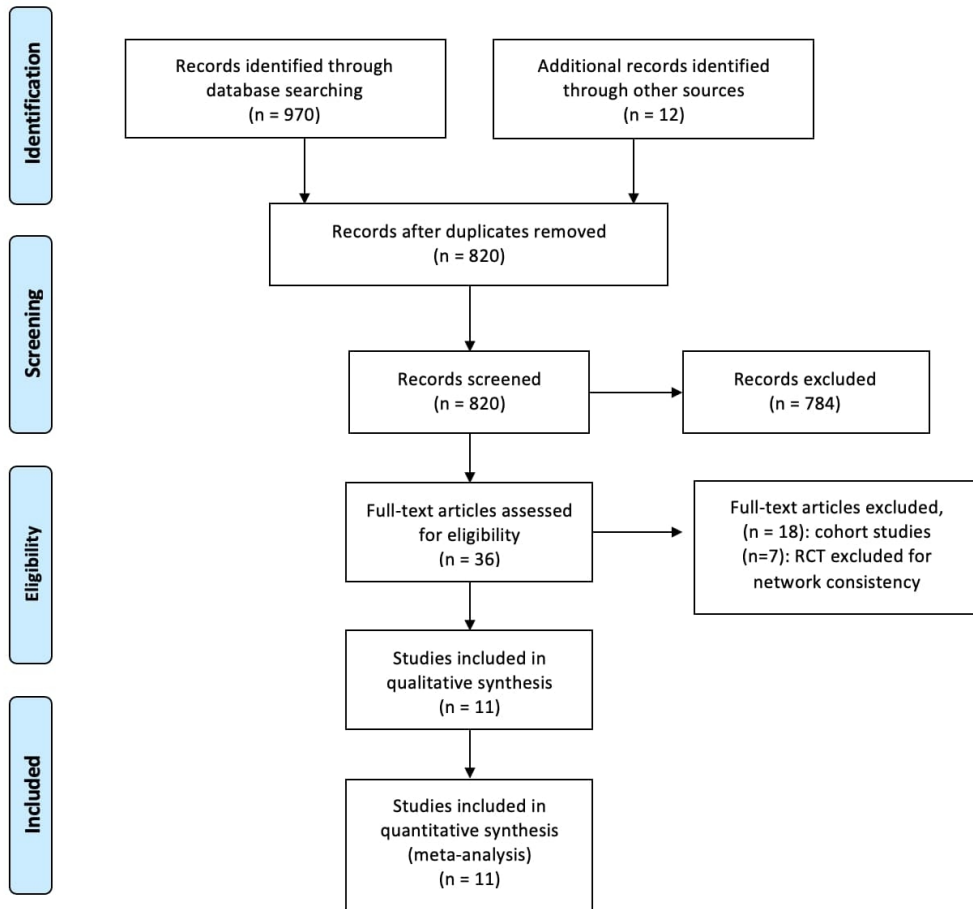 Identification
Records identified through
database searching
(n = 970)
Additional records identified
through other sources
(n = 12)
Records after duplicates removed
(n = 820)
Screening
Records screened
(n = 820)
Records excluded
(n = 784)
Eligibility
Full-text articles assessed
for eligibility
(n = 36)
Full-text articles excluded,
(n = 18): cohort studies
(n=7): RCT excluded for
network consistency
Studies included in
qualitative synthesis
(n = 11)
Included
Studies included in
quantitative synthesis
(meta-analysis)
(n = 11)